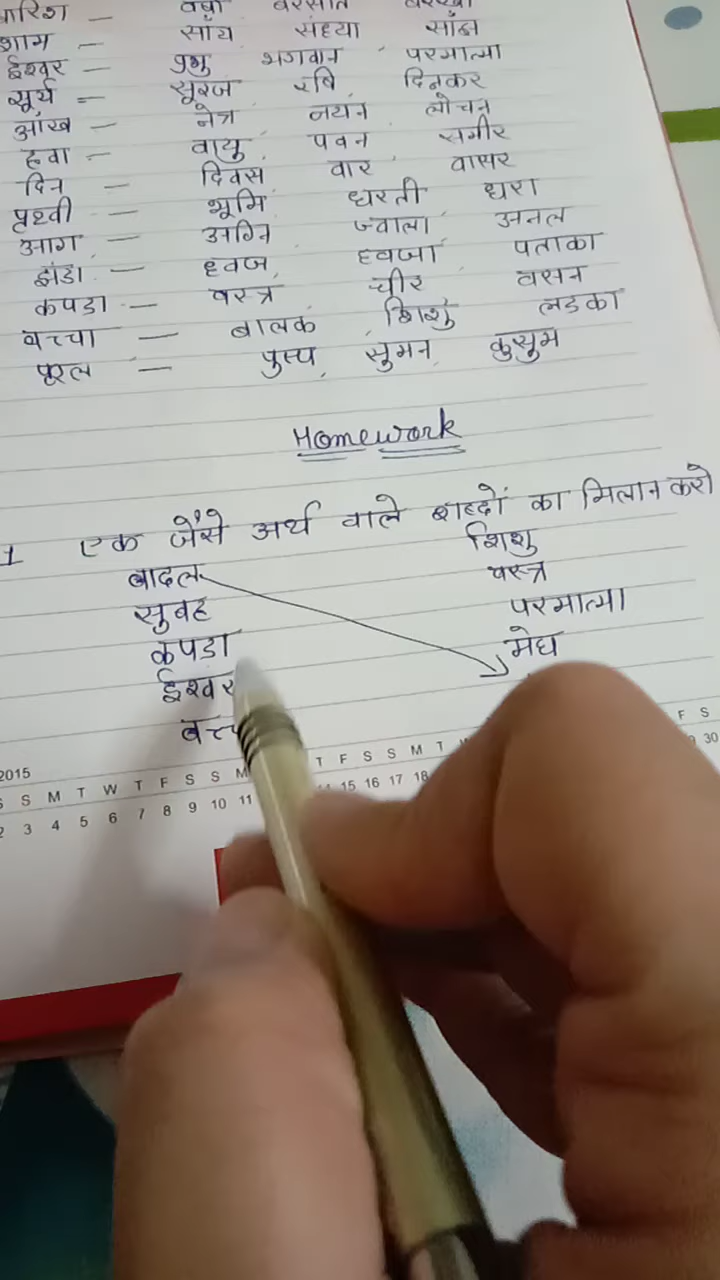 बारिश – वर्षा बरसात बरखा
शाम – साँय संध्या साँझ
ईश्वर – प्रभु भगवान परमात्मा
सूर्य – सूरज रवि दिनकर
आँख – नेत्र नयन लोचन
हवा – वायु पवन समीर
दिन – दिवस वार वासर
पृथ्वी – भूमि धरती धरा
आग – अग्नि ज्वाला अनल
झंडा – ध्वज ध्वजा पताका
कपडा – वस्त्र चीर वसन
बच्चा – बालक, शिशु लडका
फूल – पुस्प, सुमन, कुसुम
Homework
1 एक जैसे अर्थ वाले शब्दों का मिलान करो
बादल शिशु
सुबह वस्त्र
कपडा परमात्मा
ईश्वर मेघ
2015
S M T W T F S S M T F S S M T F S
2 3 4 5 6 7 8 9 10 11 15 16 17 18 30